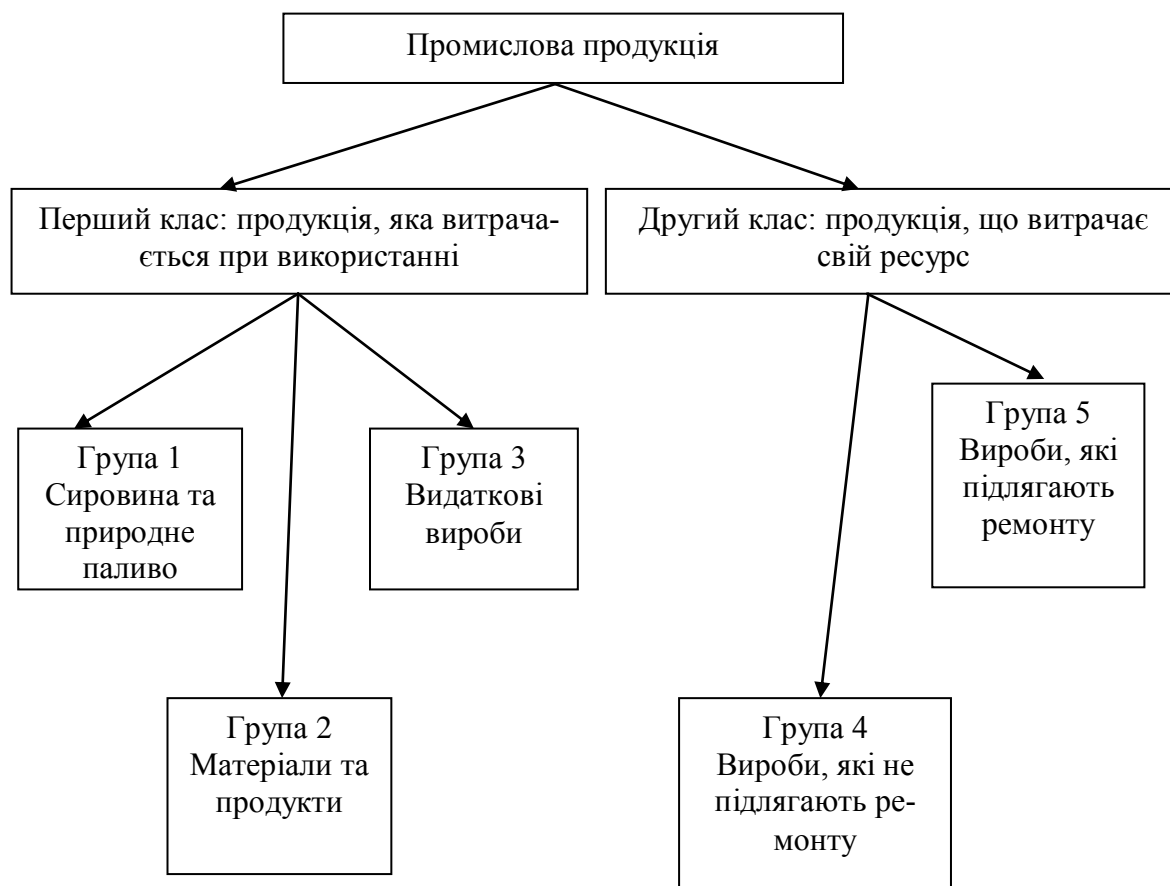 Промислова продукція
Перший клас: продукція, яка витрача-
ється при використанні
Другий клас: продукція, що витрачає
свій ресурс
Група 1
Сировина та
природне
паливо
Група 3
Видаткові
вироби
Група 5
Вироби, які
підлягають
ремонту
Група 2
Матеріали та
продукти
Група 4
Вироби, які не
підлягають ре-
монту